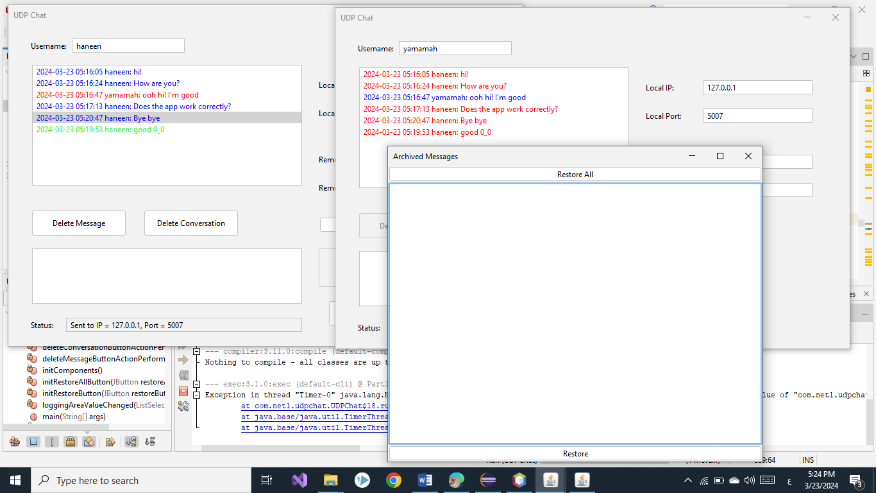 UDP Chat
Username: haneen
2024-03-23 05:16:05 haneen: hi!
2024-03-23 05:16:24 haneen: How are you?
2024-03-23 05:16:47 yamamah: ooh hi! I'm good
2024-03-23 05:17:13 haneen: Does the app work correctly?
2024-03-23 05:20:47 haneen: Bye bye
2024-03-23 05:19:53 haneen: good 0_0
Loca
Loca
Rem
Rem
Delete Message
Delete Conversation
Status: Sent to IP = 127.0.0.1, Port = 5007
UDP Chat
Username: yamamah
2024-03-23 05:16:05 haneen: hi!
2024-03-23 05:16:24 haneen: How are you?
2024-03-23 05:16:47 yamamah: ooh hi! I'm good
2024-03-23 05:17:13 haneen: Does the app work correctly?
2024-03-23 05:20:47 haneen: Bye bye
2024-03-23 05:19:53 haneen: good 0_0
Local IP: 127.0.0.1
Local Port: 5007
De
Status:
Archived Messages
Restore All
Restore
deleteMessageButtonActionPerform
initComponents()
initRestoreAllButton(JButton restorea
initRestoreButton(JButton restoreBut
loggingAreaValueChanged(ListSelec
main(String[] args)
--- compiler:3.11.0:compile (default-comp
Nothing to compile - all classes are up t
--- exec:3.1.0:exec (default-cli) @ Part
Exception in thread "Timer-0" java.lang.N
alue of "com.net1.udpchat.
at com.net1.udpchat.UDPChat$18.ru
at java.base/java.util.TimerThrea
at java.base/java.util.TimerThrea
INS
Type here to search
5:24 PM
3/23/2024
ع
3